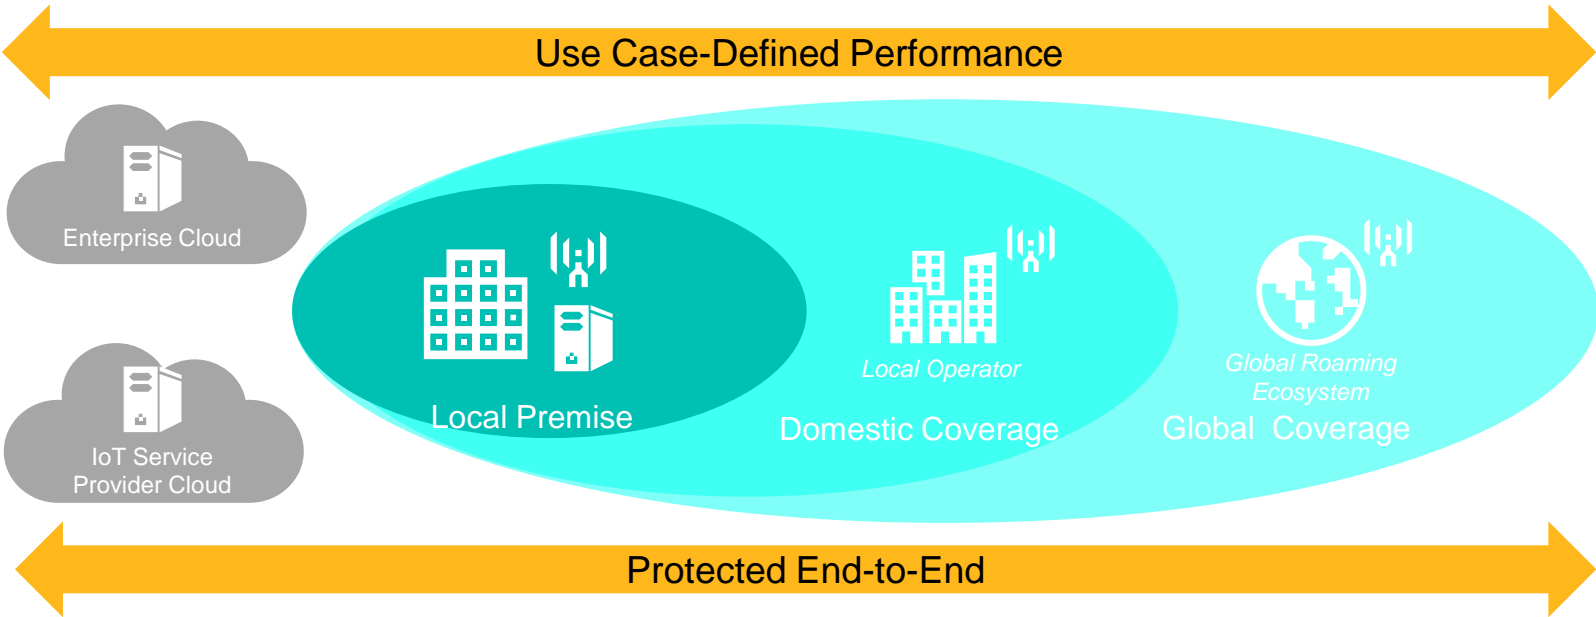 Use Case-Defined Performance
Enterprise Cloud
IoT Service
Provider Cloud
Local Premise
Local Operator
Domestic Coverage
Global Roaming
Ecosystem
Global Coverage
Protected End-to-End